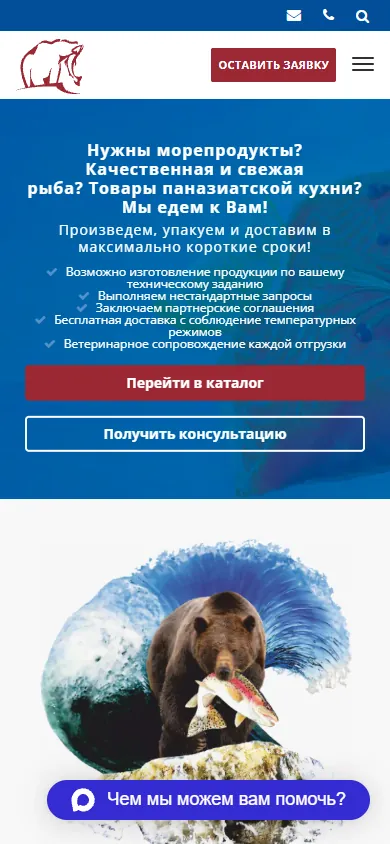 ОСТАВИТЬ ЗАЯВКУ
Нужны морепродукты?
Качественная и свежая
рыба? Товары паназиатской кухни?
Мы едем к Вам!
Произведем, упакуем и доставим в
максимально короткие сроки!
Возможно изготовление продукции по вашему
техническому заданию
Выполняем нестандартные запросы
Заключаем партнерские соглашения
Бесплатная доставка с соблюдение температурных
режимов
Ветеринарное сопровождение каждой отгрузки
Перейти в каталог
Получить консультацию
Чем мы можем вам помочь?